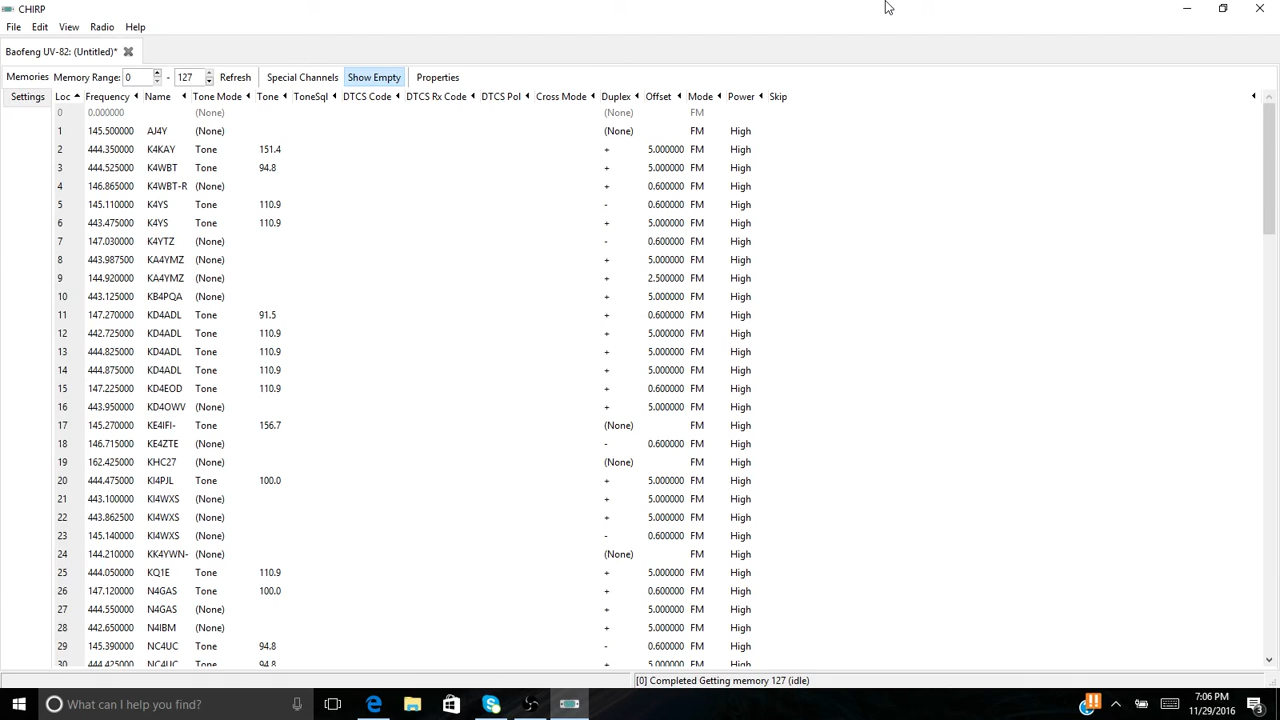 CHIRP
File Edit View Radio Help
Baofeng UV-82: (Untitled)*
Memories Memory Range: 0 - 127 Refresh Special Channels Show Empty Properties
Settings Loc Frequency Name Tone Mode Tone ToneSql DTCS Code DTCS Rx Code DTCS Pol Cross Mode Duplex Offset Mode Power Skip
0 0.000000 (None) (None) FM
1 145.500000 AJ4Y (None) (None) FM High
2 444.350000 K4KAY Tone 151.4 + 5.000000 FM High
3 444.525000 K4WBT Tone 94.8 + 5.000000 FM High
4 146.865000 K4WBT-R (None) + 0.600000 FM High
5 145.110000 K4YS Tone 110.9 - 0.600000 FM High
6 443.475000 K4YS Tone 110.9 + 5.000000 FM High
7 147.030000 K4YTZ (None) - 0.600000 FM High
8 443.987500 KA4YMZ (None) + 5.000000 FM High
9 144.920000 KA4YMZ (None) + 2.500000 FM High
10 443.125000 KB4PQA (None) + 5.000000 FM High
11 147.270000 KD4ADL Tone 91.5 + 0.600000 FM High
12 442.725000 KD4ADL Tone 110.9 + 5.000000 FM High
13 444.825000 KD4ADL Tone 110.9 + 5.000000 FM High
14 444.875000 KD4ADL Tone 110.9 + 5.000000 FM High
15 147.225000 KD4EOD Tone 110.9 + 0.600000 FM High
16 443.950000 KD4OWV (None) + 5.000000 FM High
17 145.270000 KE4IFI- Tone 156.7 (None) FM High
18 146.715000 KE4ZTE (None) - 0.600000 FM High
19 162.425000 KHC27 (None) (None) FM High
20 444.475000 KI4PJL Tone 100.0 + 5.000000 FM High
21 443.100000 KI4WXS (None) + 5.000000 FM High
22 443.862500 KI4WXS (None) + 5.000000 FM High
23 145.140000 KI4WXS (None) - 0.600000 FM High
24 144.210000 KK4YWN- (None) (None) FM High
25 444.050000 KQ1E Tone 110.9 + 5.000000 FM High
26 147.120000 N4GAS Tone 100.0 + 0.600000 FM High
27 444.550000 N4GAS (None) + 5.000000 FM High
28 442.650000 N4IBM (None) + 5.000000 FM High
29 145.390000 NC4UC Tone 94.8 - 0.600000 FM High
30 444.425000 NC4UC Tone 94.8 + 5.000000 FM High
[0] Completed Getting memory 127 (idle)
What can I help you find? 7:06 PM
11/29/2016 3